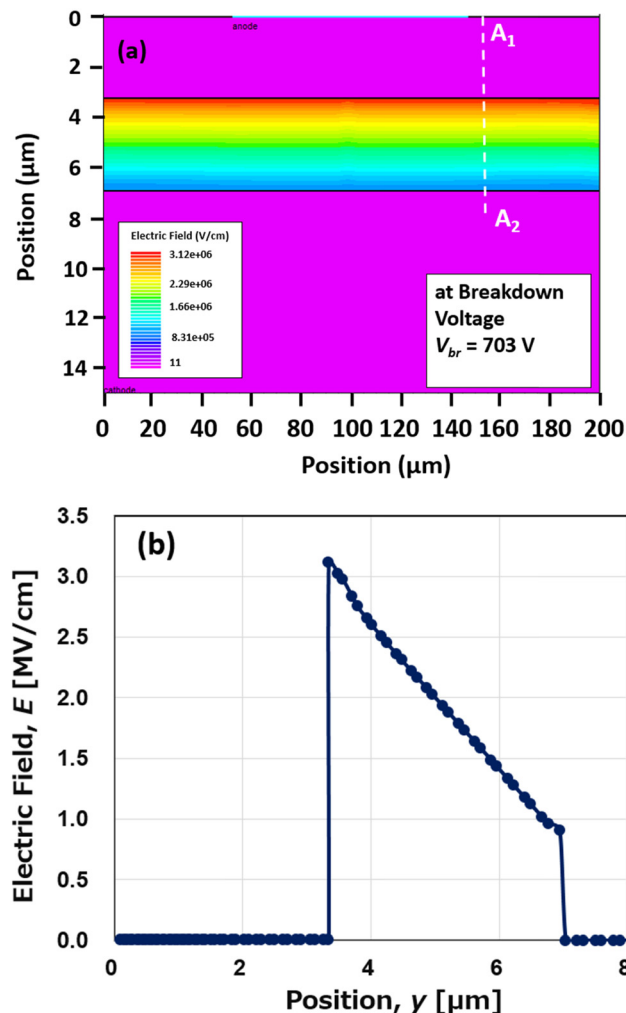 0
anode
(a)
A1
2
4
6
8
A2
10
12
14
Position (µm)
Electric Field (V/cm)
3.12e+06
2.29e+06
1.66e+06
8.31e+05
11
at Breakdown
Voltage
Vbr = 703 V
cathode
0 20 40 60 80 100 120 140 160 180 200
Position (µm)
(b)
3.5
3.0
2.5
2.0
1.5
1.0
0.5
0.0
Electric Field, E [MV/cm]
0 2 4 6 8
Position, y [µm]